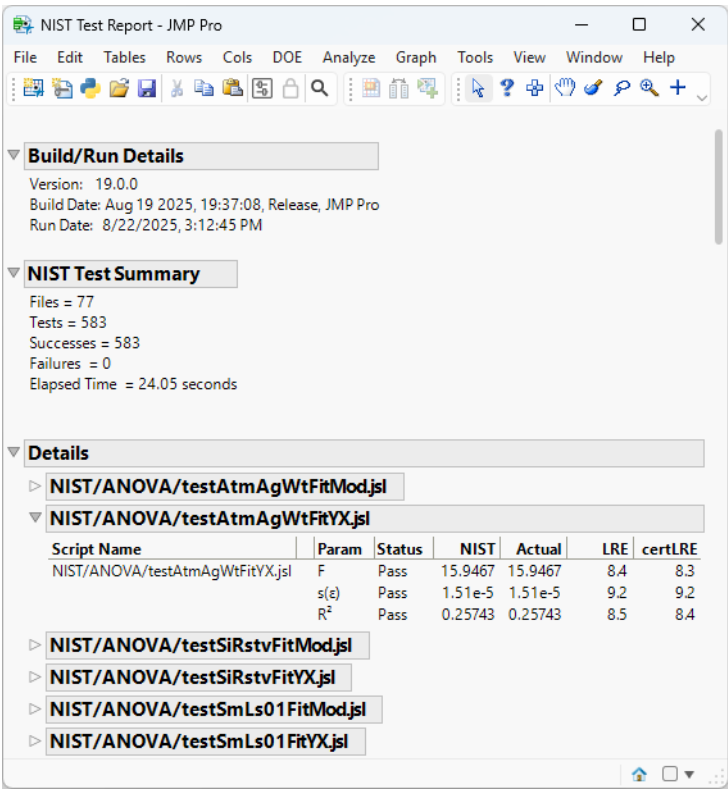 NIST Test Report - JMP Pro
File Edit Tables Rows Cols DOE Analyze Graph Tools View Window Help
Build/Run Details
Version: 19.0.0
Build Date: Aug 19 2025, 19:37:08, Release, JMP Pro
Run Date: 8/22/2025, 3:12:45 PM
NIST Test Summary
Files = 77
Tests = 583
Successes = 583
Failures = 0
Elapsed Time = 24.05 seconds
Details
NIST/ANOVA/testAtmAgWtFitMod.jsl
NIST/ANOVA/testAtmAgWtFitYX.jsl
Script Name Param Status NIST Actual LRE certLRE
NIST/ANOVA/testAtmAgWtFitYX.jsl F Pass 15.9467 15.9467 8.4 8.3
s(ε) Pass 1.51e-5 1.51e-5 9.2 9.2
R² Pass 0.25743 0.25743 8.5 8.4
NIST/ANOVA/testSiRstvFitMod.jsl
NIST/ANOVA/testSiRstvFitYX.jsl
NIST/ANOVA/testSmLs01FitMod.jsl
NIST/ANOVA/testSmLs01FitYX.jsl